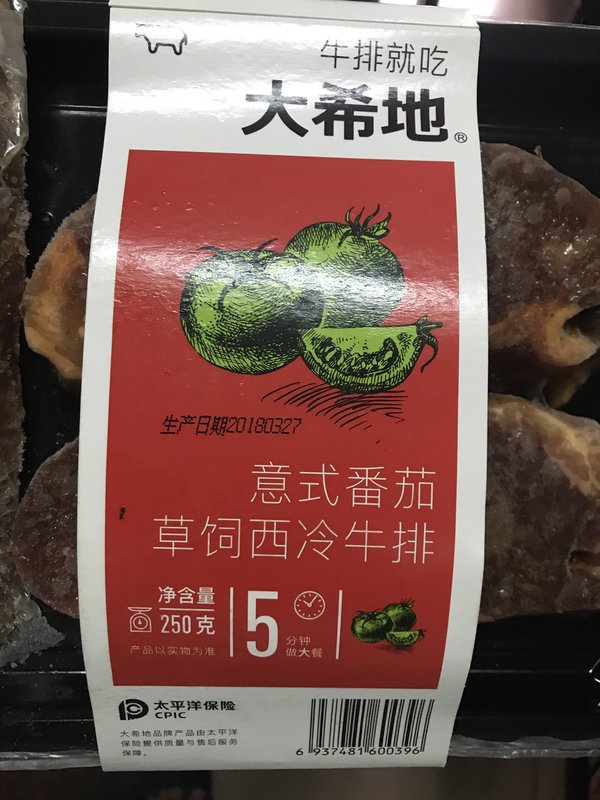 牛排就吃
大希地®
生产日期20180327
意式番茄
草饲西冷牛排
净含量
250 克
产品以实物为准
5
分钟
做大餐
太平洋保险
CPIC
大希地品牌产品由太平洋
保险提供质量与售后服务
保障。
6 937481 600396